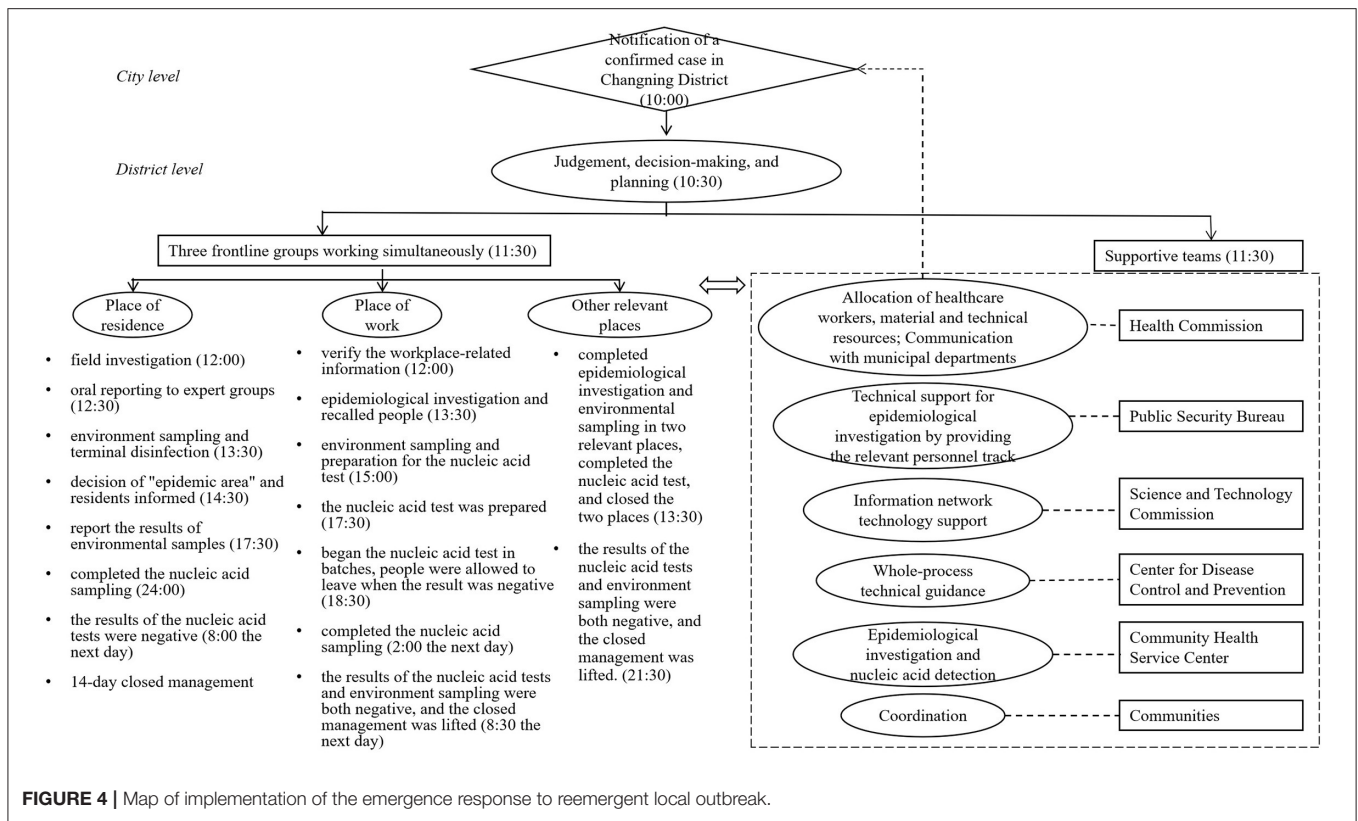 City level
Notification of a
confirmed case in
Changning District
(10:00)
District level
Judgement, decision-making, and
planning (10:30)
Three frontline groups working simultaneously (11:30)
Supportive teams (11:30)
Place of
residence
• field investigation (12:00)
• oral reporting to expert groups
(12:30)
• environment sampling and
terminal disinfection (13:30)
• decision of "epidemic area" and
residents informed (14:30)
• report the results of
environmental samples (17:30)
• completed the nucleic acid
sampling (24:00)
• the results of the nucleic acid
tests were negative (8:00 the
next day)
• 14-day closed management
Place of
work
• verify the workplace-related
information (12:00)
• epidemiological investigation and
recalled people (13:30)
• environment sampling and
preparation for the nucleic acid
test (15:00)
• the nucleic acid test was prepared
(17:30)
• began the nucleic acid test in
batches, people were allowed to
leave when the result was negative
(18:30)
• completed the nucleic acid
sampling (2:00 the next day)
• the results of the nucleic acid tests
and environment sampling were
both negative, and the closed
management was lifted (8:30 the
next day)
Other relevant
places
• completed
epidemiological
investigation and
environmental
sampling in two
relevant places,
completed the
nucleic acid test,
and closed the
two places (13:30)
• the results of the
nucleic acid tests
and environment
sampling were
both negative, and
the closed
management was
lifted. (21:30)
Allocation of healthcare
workers, material and technical
resources; Communication
with municipal departments
Health Commission
Technical support for
epidemiological
investigation by providing
the relevant personnel track
Public Security Bureau
Information network
technology support
Science and Technology
Commission
Whole-process
technical guidance
Center for Disease
Control and Prevention
Epidemiological
investigation and
nucleic acid detection
Community Health
Service Center
Coordination
Communities
FIGURE 4 | Map of implementation of the emergence response to reemergent local outbreak.